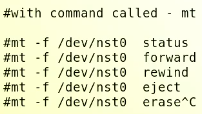 #with command called - mt
#mt -f /dev/nst0  status
#mt -f /dev/nst0  forward
#mt -f /dev/nst0  rewind
#mt -f /dev/nst0  eject
#mt -f /dev/nst0  erase^C